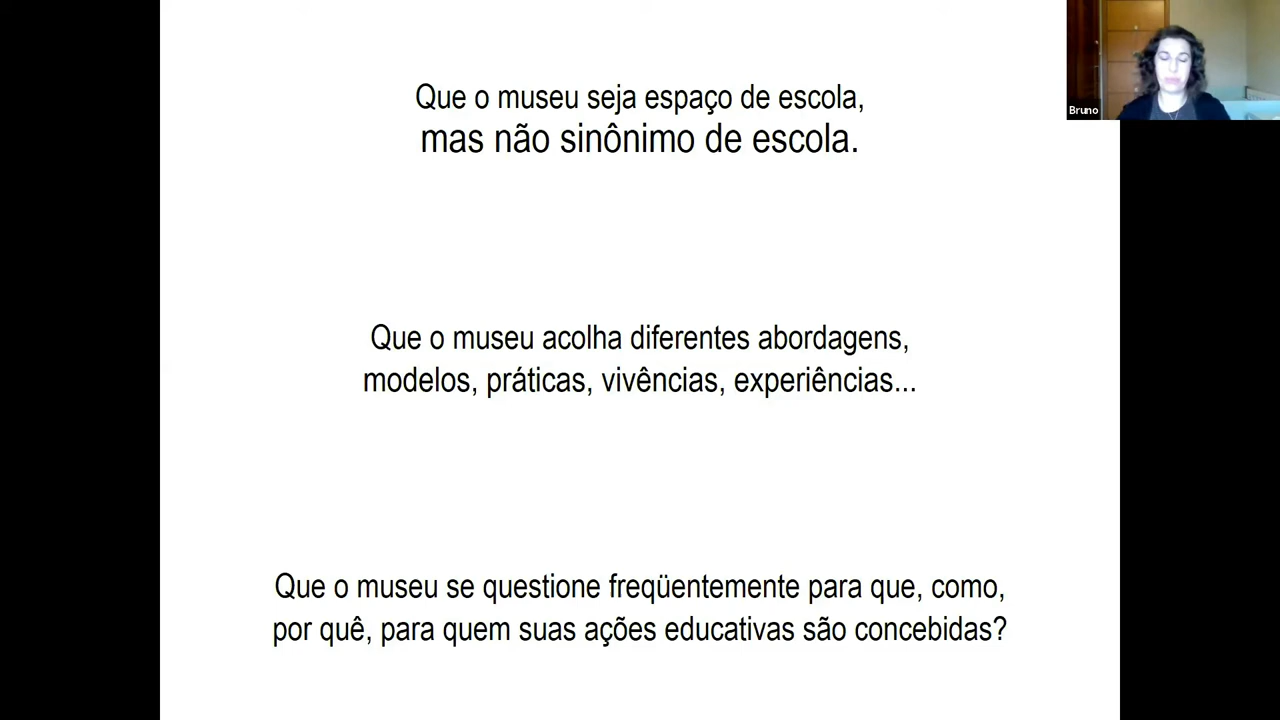 Que o museu seja espaço de escola,
mas não sinônimo de escola.
Bruno
Que o museu acolha diferentes abordagens,
modelos, práticas, vivências, experiências...
Que o museu se questione freqüentemente para que, como,
por quê, para quem suas ações educativas são concebidas?